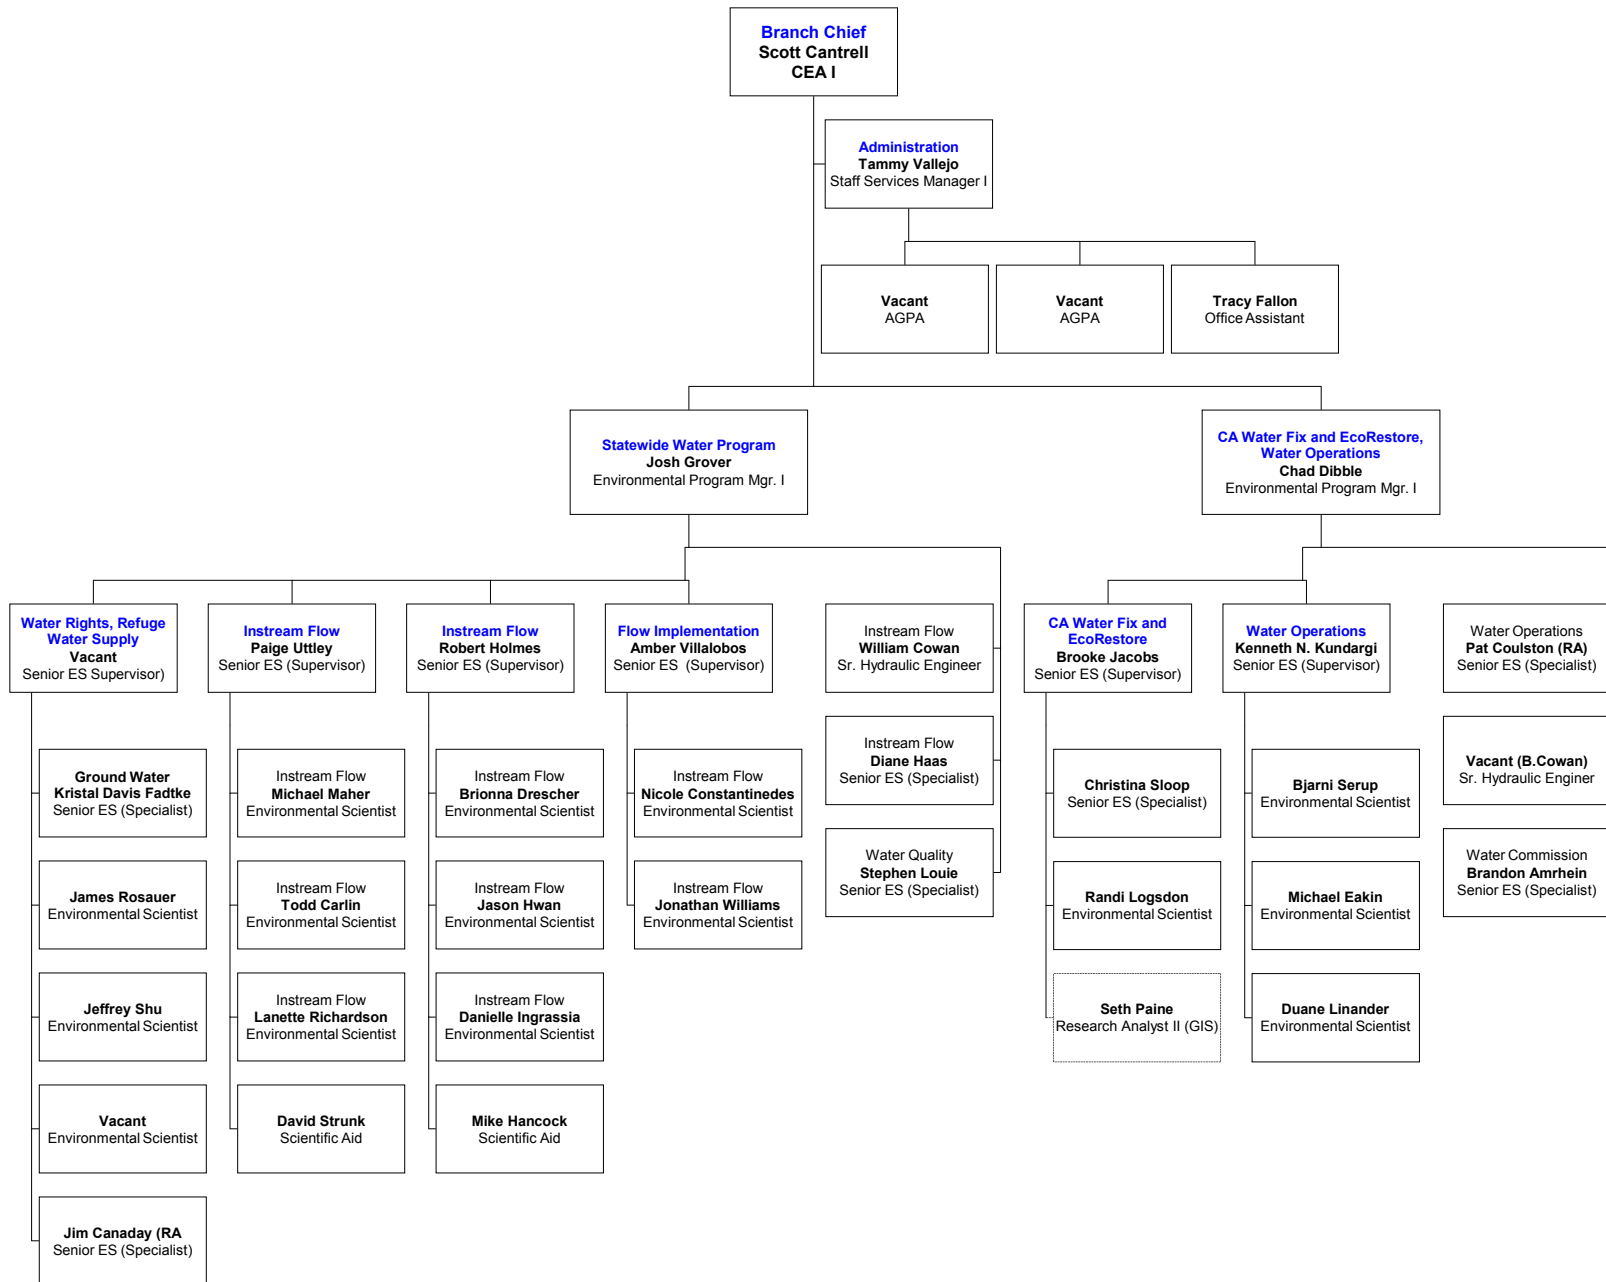 Branch Chief
Scott Cantrell
CEA I
Administration
Tammy Vallejo
Staff Services Manager I
Vacant
AGPA
Vacant
AGPA
Tracy Fallon
Office Assistant
Statewide Water Program
Josh Grover
Environmental Program Mgr. I
CA Water Fix and EcoRestore,
Water Operations
Chad Dibble
Environmental Program Mgr. I
Water Rights, Refuge
Water Supply
Vacant
Senior ES Supervisor)
Ground Water
Kristal Davis Fadtke
Senior ES (Specialist)
James Rosauer
Environmental Scientist
Jeffrey Shu
Environmental Scientist
Vacant
Environmental Scientist
Jim Canaday (RA
Senior ES (Specialist)
Instream Flow
Paige Uttley
Senior ES (Supervisor)
Instream Flow
Michael Maher
Environmental Scientist
Instream Flow
Todd Carlin
Environmental Scientist
Instream Flow
Lanette Richardson
Environmental Scientist
David Strunk
Scientific Aid
Instream Flow
Robert Holmes
Senior ES (Supervisor)
Instream Flow
Brionna Drescher
Environmental Scientist
Instream Flow
Jason Hwan
Environmental Scientist
Instream Flow
Danielle Ingrassia
Environmental Scientist
Mike Hancock
Scientific Aid
Flow Implementation
Amber Villalobos
Senior ES (Supervisor)
Instream Flow
Nicole Constantinedes
Environmental Scientist
Instream Flow
Jonathan Williams
Environmental Scientist
Instream Flow
William Cowan
Sr. Hydraulic Engineer
Instream Flow
Diane Haas
Senior ES (Specialist)
Water Quality
Stephen Louie
Senior ES (Specialist)
CA Water Fix and
EcoRestore
Brooke Jacobs
Senior ES (Supervisor)
Christina Sloop
Senior ES (Specialist)
Randi Logsdon
Environmental Scientist
Seth Paine
Research Analyst II (GIS)
Water Operations
Kenneth N. Kundargi
Senior ES (Supervisor)
Bjarni Serup
Environmental Scientist
Michael Eakin
Environmental Scientist
Duane Linander
Environmental Scientist
Water Operations
Pat Coulston (RA)
Senior ES (Specialist)
Vacant (B.Cowan)
Sr. Hydraulic Enginer
Water Commission
Brandon Amrhein
Senior ES (Specialist)